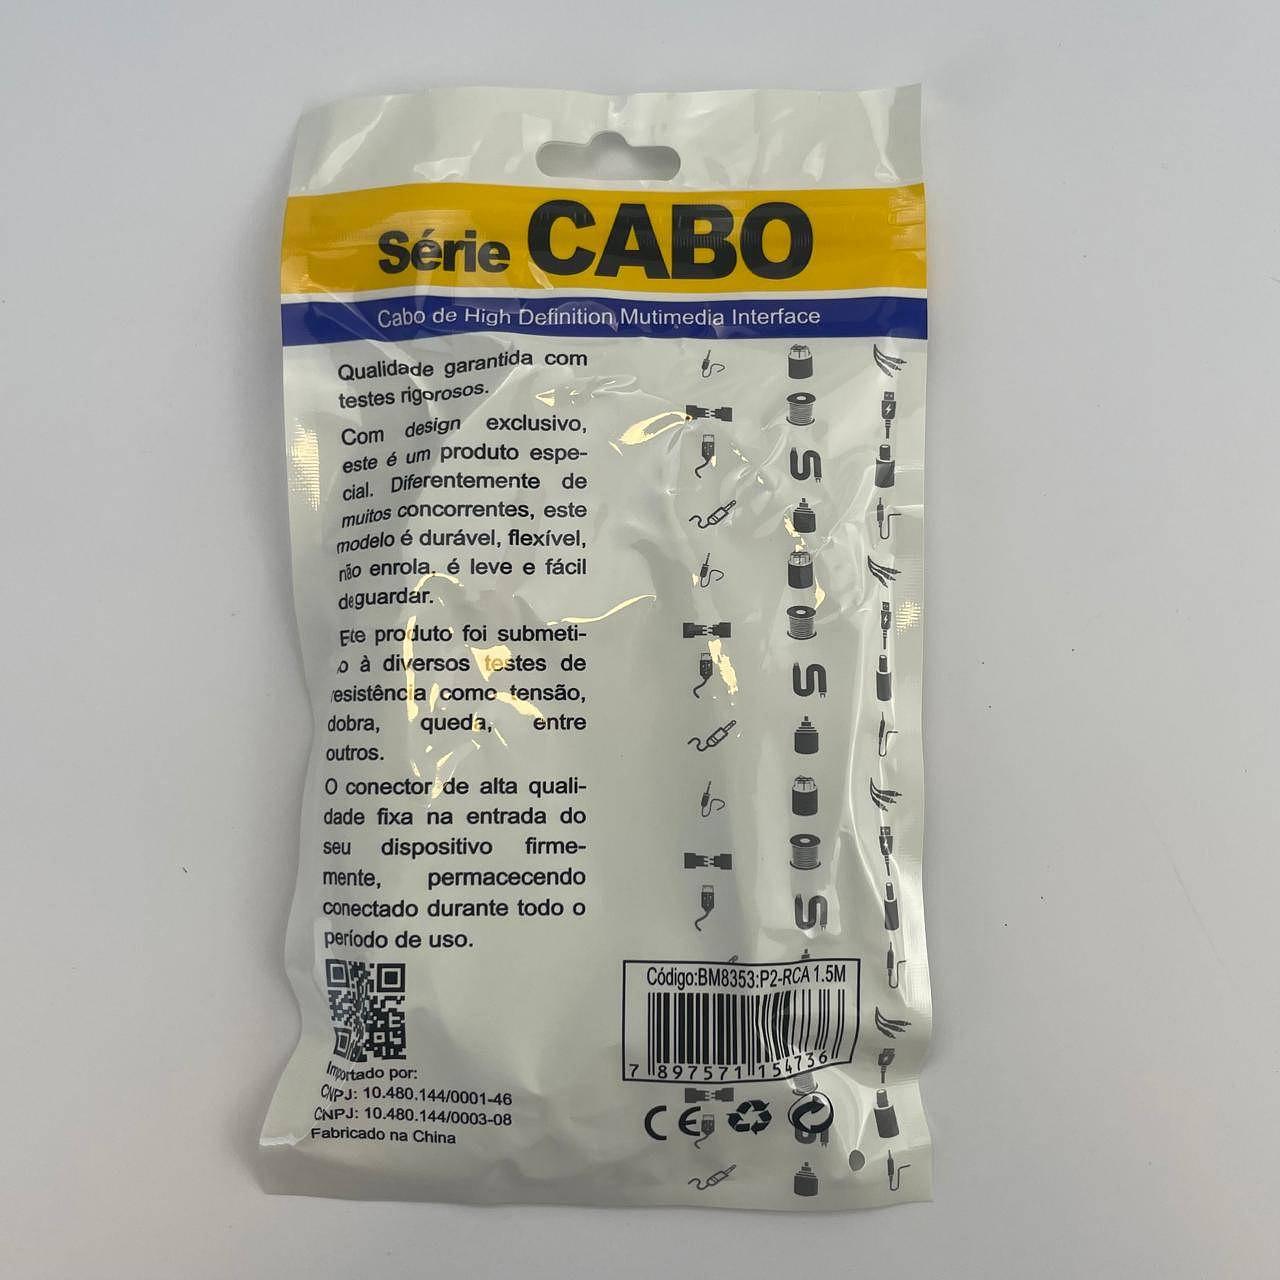 Série CABO
Cabo de High Definition Mutimedia Interface
Qualidade garantida com
testes rigorosos.
Com design exclusivo,
este é um produto espe-
cial. Diferentemente de
muitos concorrentes, este
modelo é durável, flexível,
não enrola, é leve e fácil
de guardar.
Este produto foi submeti-
o à diversos testes de
resistência como tensão,
dobra, queda, entre
outros.
O conector de alta quali-
dade fixa na entrada do
seu dispositivo firme-
mente, permacecendo
conectado durante todo o
período de uso.
Código:BM8353:P2-RCA 1.5M
7 897571 154736
Importado por:
CNPJ: 10.480.144/0001-46
CNPJ: 10.480.144/0003-08
Fabricado na China
CE